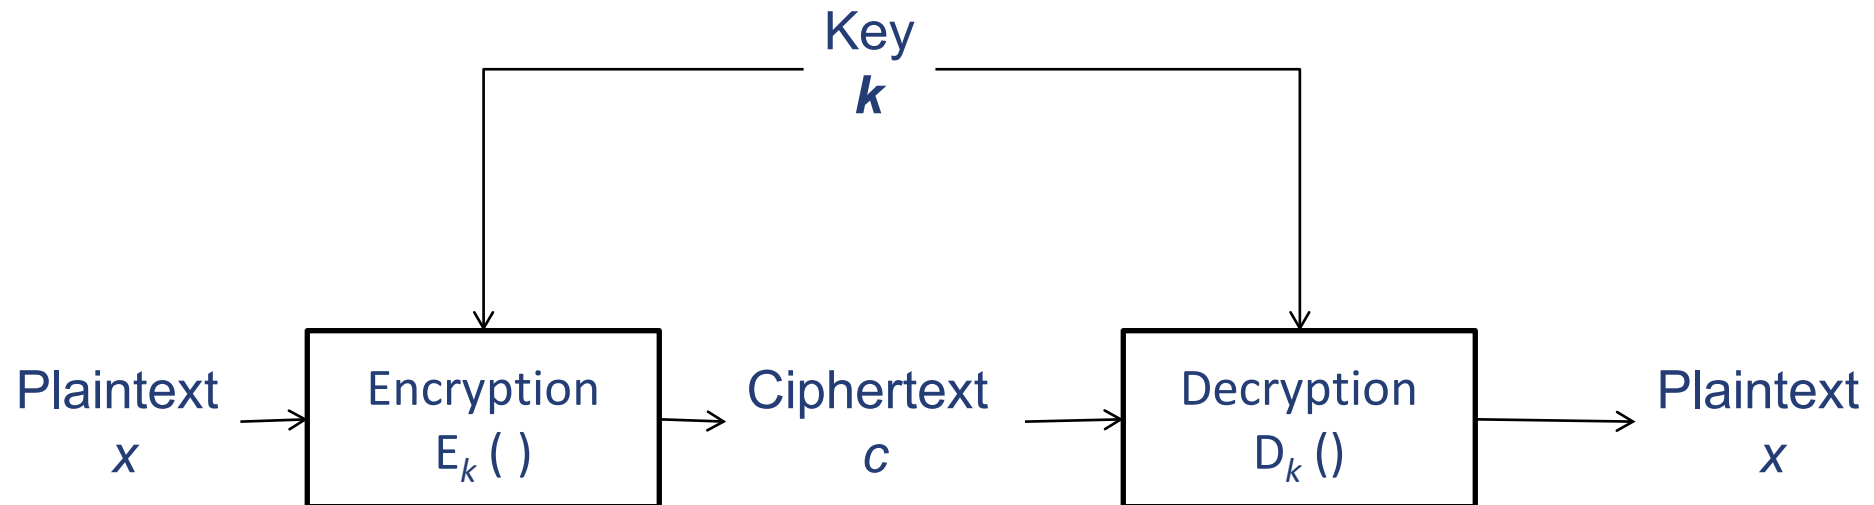 Key
k
Plaintext
x
Encryption
Ek ( )
Ciphertext
c
Decryption
Dk ()
Plaintext
x